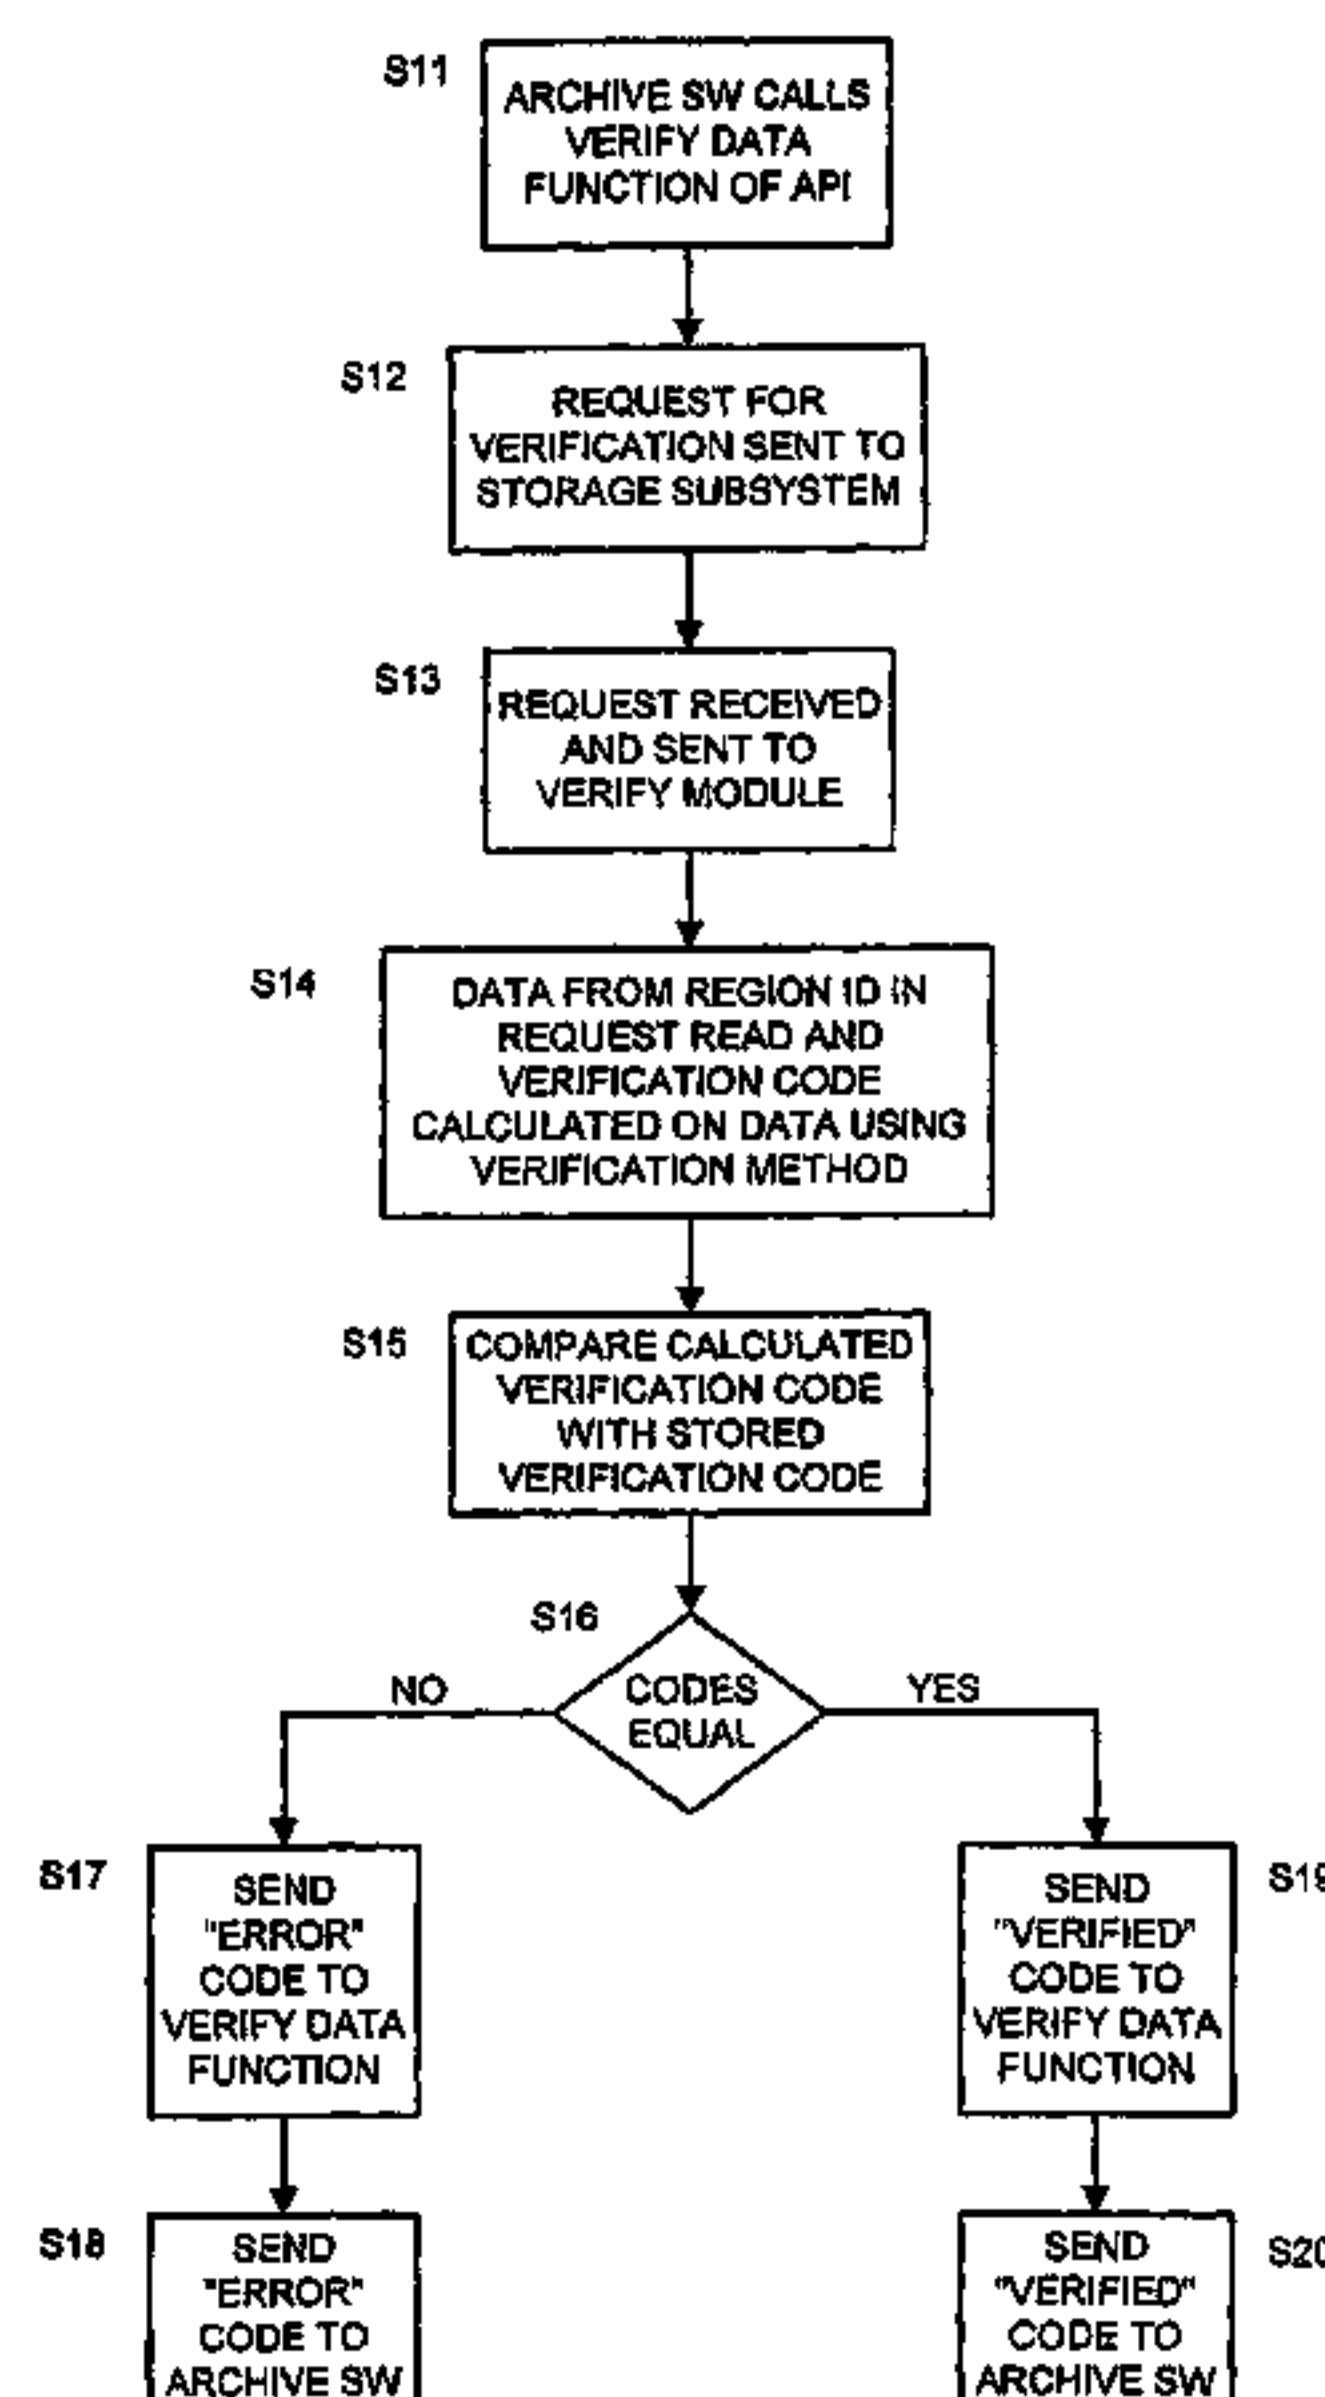 S11
ARCHIVE SW CALLS
VERIFY DATA
FUNCTION OF API
S12
REQUEST FOR
VERIFICATION SENT TO
STORAGE SUBSYSTEM
S13
REQUEST RECEIVED
AND SENT TO
VERIFY MODULE
S14
DATA FROM REGION ID IN
REQUEST READ AND
VERIFICATION CODE
CALCULATED ON DATA USING
VERIFICATION METHOD
S15
COMPARE CALCULATED
VERIFICATION CODE
WITH STORED
VERIFICATION CODE
S16
CODES
EQUAL
NO
YES
S17
SEND
"ERROR"
CODE TO
VERIFY DATA
FUNCTION
S19
SEND
"VERIFIED"
CODE TO
VERIFY DATA
FUNCTION
S18
SEND
"ERROR"
CODE TO
ARCHIVE SW
S20
SEND
"VERIFIED"
CODE TO
ARCHIVE SW